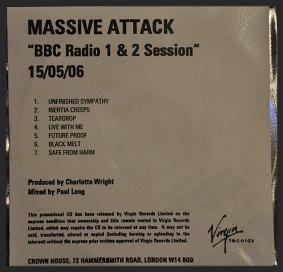 MASSIVE ATTACK
"BBC Radio 1 & 2 Session"
15/05/06
1. UNFINISHED SYMPATHY
2. INERTIA CREEPS
3. TEARDROP
4. LIVE WITH ME
5. FUTURE PROOF
6. BLACK MELT
7. SAFE FROM HARM
Produced by Charlotte Wright
Mixed by Paul Long
This promotional CD has been released by Virgin Records Limited on the
express condition that ownership and title remain vested in Virgin Records
Limited, which may require the CD to be returned at any time. It may not be
sold, transferred, altered or copied (including burning or uploading to the
internet) without the express prior written approval of Virgin Records Limited.
Virgin
records
CROWN HOUSE, 72 HAMMERSMITH ROAD, LONDON W14 8UD